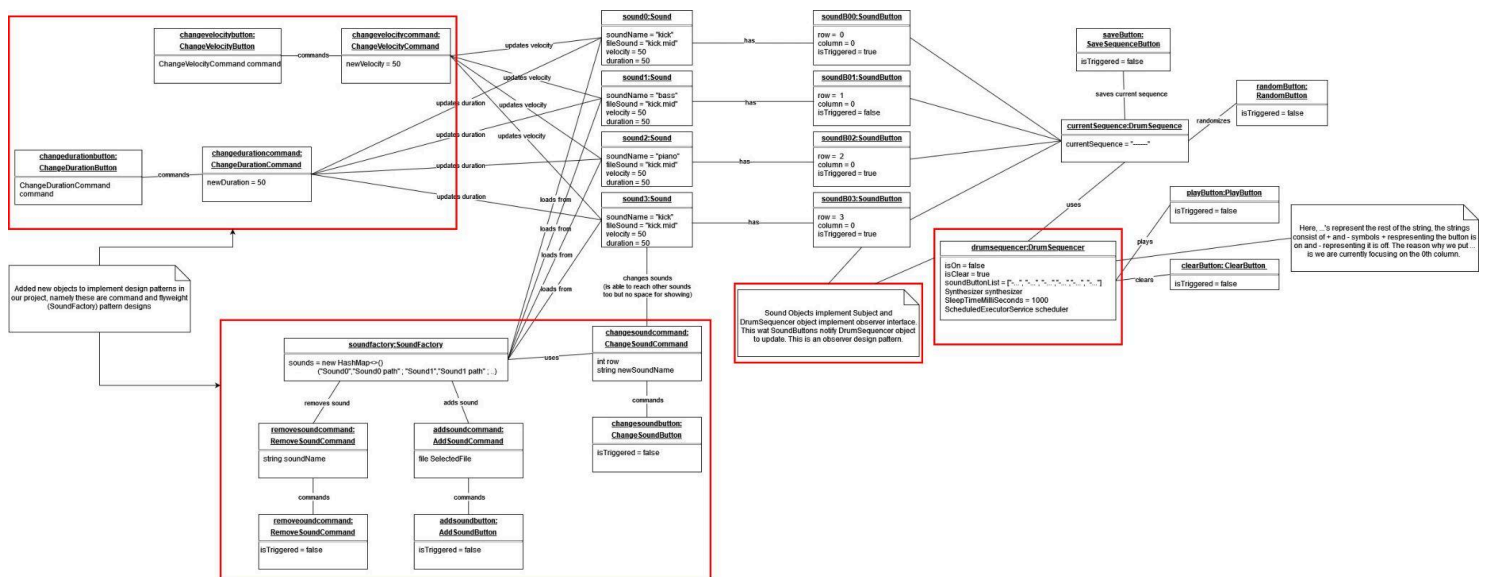 changevelocitybutton:
ChangeVelocityButton
ChangeVelocityCommand command
commands
changevelocitycommand:
ChangeVelocityCommand
newVelocity = 50
updates velocity
updates velocity
updates velocity
updates velocity
changedurationbutton:
ChangeDurationButton
ChangeDurationCommand
command
commands
changedurationcommand:
ChangeDurationCommand
newDuration = 50
updates duration
updates duration
updates duration
updates duration
sound0:Sound
soundName = "kick"
fileSound = "kick.mid"
velocity = 50
duration = 50
has
soundB00:SoundButton
row = 0
column = 0
isTriggered = true
sound1:Sound
soundName = "bass"
fileSound = "kick.mid"
velocity = 50
duration = 50
has
soundB01:SoundButton
row = 1
column = 0
isTriggered = false
sound2:Sound
soundName = "piano"
fileSound = "kick.mid"
velocity = 50
duration = 50
has
soundB02:SoundButton
row = 2
column = 0
isTriggered = true
sound3:Sound
soundName = "kick"
fileSound = "kick.mid"
velocity = 50
duration = 50
has
soundB03:SoundButton
row = 3
column = 0
isTriggered = true
saveButton:
SaveSequenceButton
isTriggered = false
saves current sequence
randomButton:
RandomButton
isTriggered = false
randomizes
currentSequence:DrumSequence
currentSequence = "------"
uses
playButton:PlayButton
isTriggered = false
plays
clearButton: ClearButton
isTriggered = false
clears
drumsequencer:DrumSequencer
isOn = false
isClear = true
soundButtonList = ["-...", "-... , "-... ", "-...", "-... ", "-..."]
Synthesizer synthesizer
SleepTimeMilliSeconds = 1000
ScheduledExecutorService scheduler
Here, ...'s represent the rest of the string, the strings
consist of + and - symbols + respresenting the button is
on and - representing it is off. The reason why we put ...
is we are currently focusing on the 0th column.
Sound Objects implement Subject and
DrumSequencer object implement observer interface.
This wat SoundButtons notify DrumSequencer object
to update. This is an observer design pattern.
Added new objects to implement design patterns in
our project, namely these are command and flyweight
(SoundFactory) pattern designs
loads from
loads from
loads from
loads from
changes sounds
(is able to reach other sounds
too but no space for showing)
soundfactory:SoundFactory
sounds = new HashMap<>()
("Sound0","Sound0 path" ; "Sound1","Sound1 path" ; ..)
uses
changesoundcommand:
ChangeSoundCommand
int row
string newSoundName
commands
changesoundbutton:
ChangeSoundButton
isTriggered = false
removes sound
adds sound
removesoundcommand:
RemoveSoundCommand
string soundName
commands
removeoundcommand:
RemoveSoundCommand
isTriggered = false
addsoundcommand:
AddSoundCommand
file SelectedFile
commands
addsoundbutton:
AddSoundButton
isTriggered = false